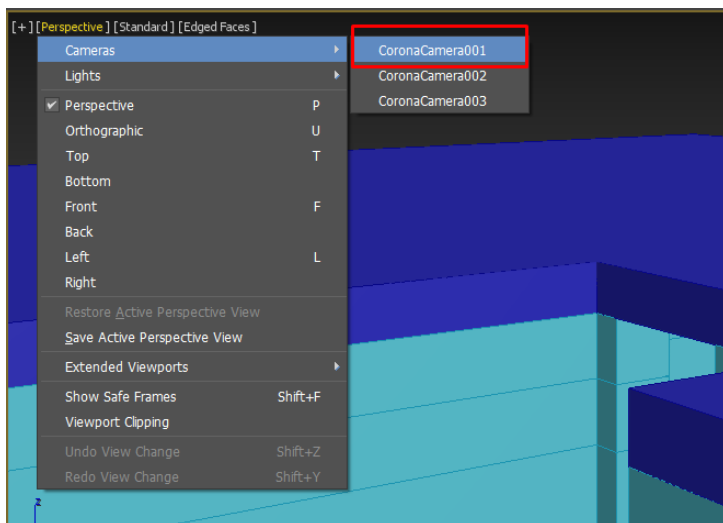 [+] [Perspective] [Standard] [Edged Faces]
Cameras
CoronaCamera001
Lights
CoronaCamera002
Perspective P
CoronaCamera003
Orthographic U
Top T
Bottom
Front F
Back
Left L
Right
Restore Active Perspective View
Save Active Perspective View
Extended Viewports
Show Safe Frames Shift+F
Viewport Clipping
Undo View Change Shift+Z
Redo View Change Shift+Y
z